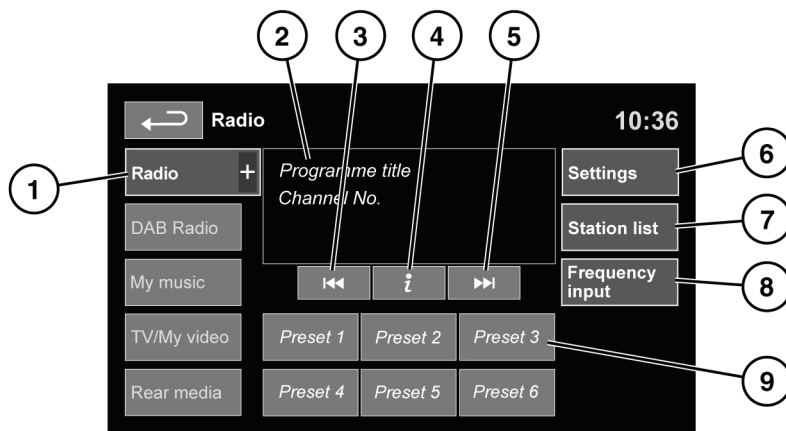 2 3 4 5
Radio 10:36
1
Radio +
Programme title
Channel No.
Settings
6
DAB Radio
Station list
7
My music
i
Frequency
input
8
TV/My video
Preset 1 Preset 2 Preset 3
9
Rear media
Preset 4 Preset 5 Preset 6